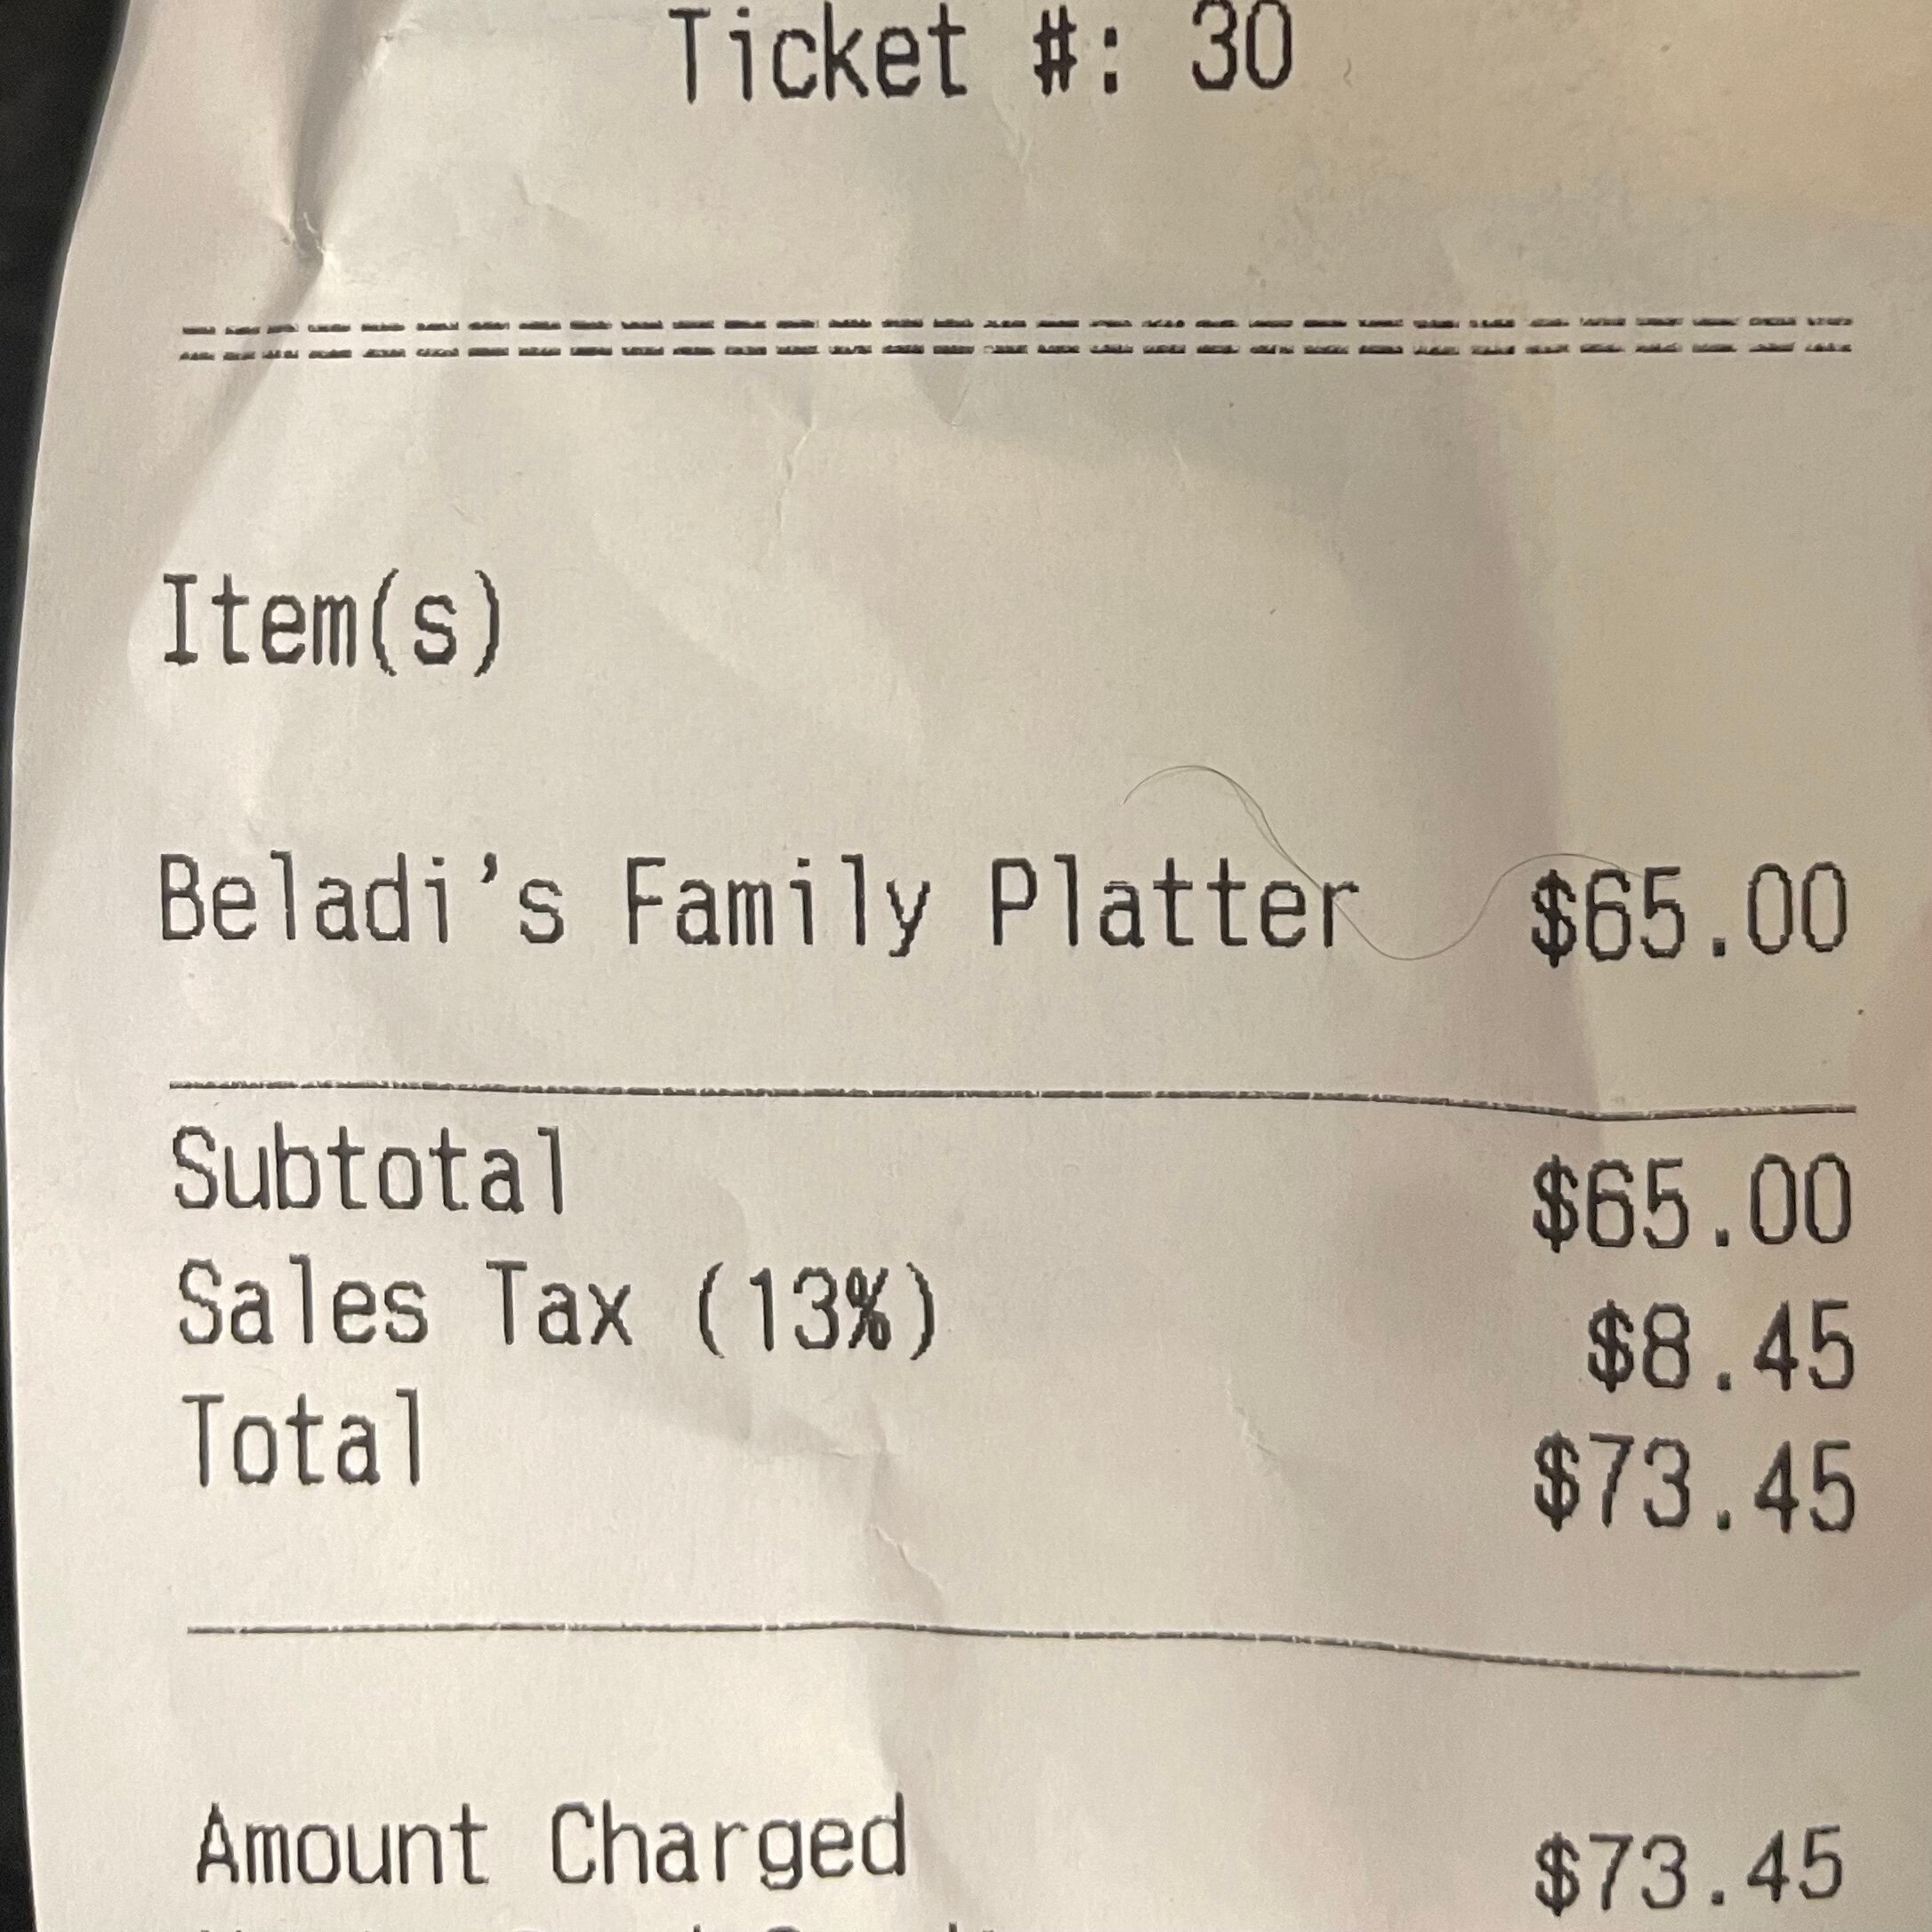 Ticket #: 30
Item(s)
Beladi's Family Platter $65.00
Subtotal $65.00
Sales Tax (13%) $8.45
Total $73.45
Amount Charged $73.45